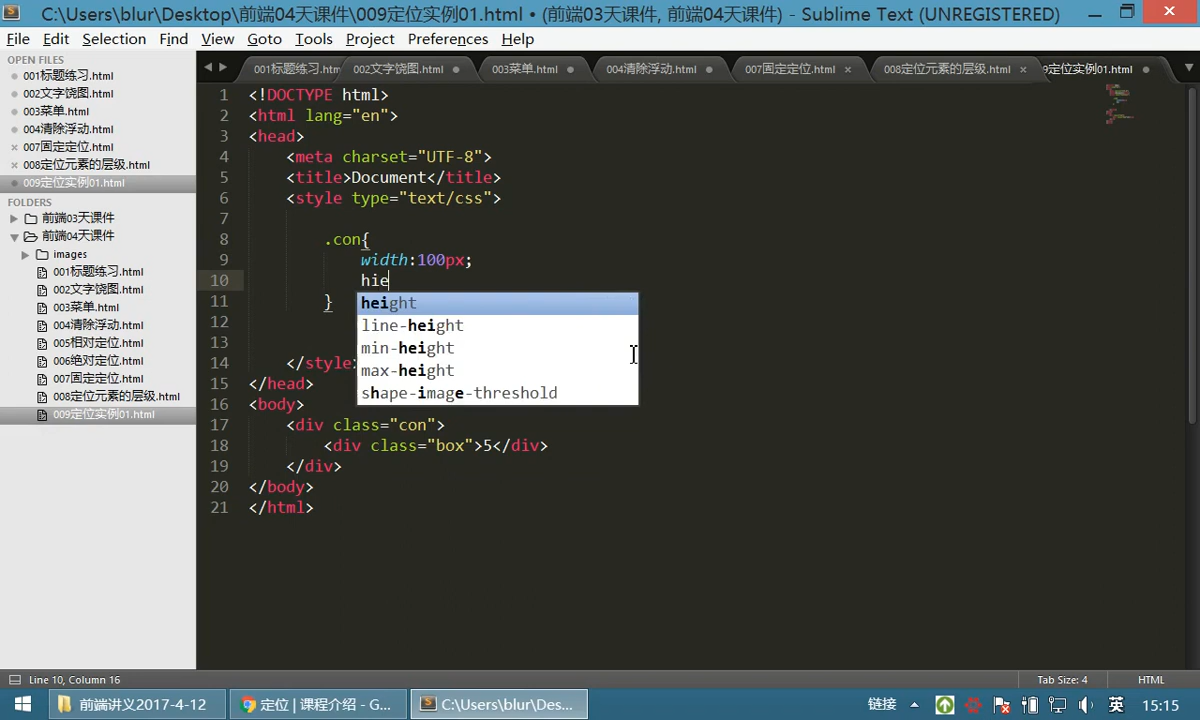 C:\Users\blur\Desktop\前端04天课件\009定位实例01.html • (前端03天课件, 前端04天课件) - Sublime Text (UNREGISTERED)
File Edit Selection Find View Goto Tools Project Preferences Help
OPEN FILES
001标题练习.html
002文字饶图.html
003菜单.html
004清除浮动.html
007固定定位.html
008定位元素的层级.html
009定位实例01.html
FOLDERS
前端03天课件
前端04天课件
images
001标题练习.html
002文字饶图.html
003菜单.html
004清除浮动.html
005相对定位.html
006绝对定位.html
007固定定位.html
008定位元素的层级.html
009定位实例01.html
001标题练习.htm 002文字饶图.html 003菜单.html 004清除浮动.html 007固定定位.html 008定位元素的层级.html 9定位实例01.html
1 <!DOCTYPE html>
2 <html lang="en">
3 <head>
4 <meta charset="UTF-8">
5 <title>Document</title>
6 <style type="text/css">
7
8 .con{
9 width:100px;
10 hie
11 }
12
13
14 </style>
15 </head>
16 <body>
17 <div class="con">
18 <div class="box">5</div>
19 </div>
20 </body>
21 </html>
height
line-height
min-height
max-height
shape-image-threshold
Line 10, Column 16 Tab Size: 4 HTML
前端讲义2017-4-12 定位 | 课程介绍 - G... C:\Users\blur\Des... 链接 英 15:15